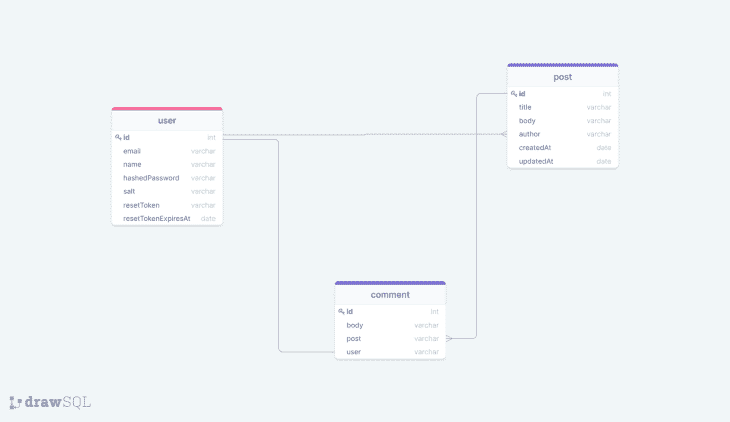 user
id int
email varchar
name varchar
hashedPassword varchar
salt varchar
resetToken varchar
resetTokenExpiresAt date
post
id int
title varchar
body varchar
author varchar
createdAt date
updatedAt date
comment
id int
body varchar
post varchar
user varchar
drawSQL